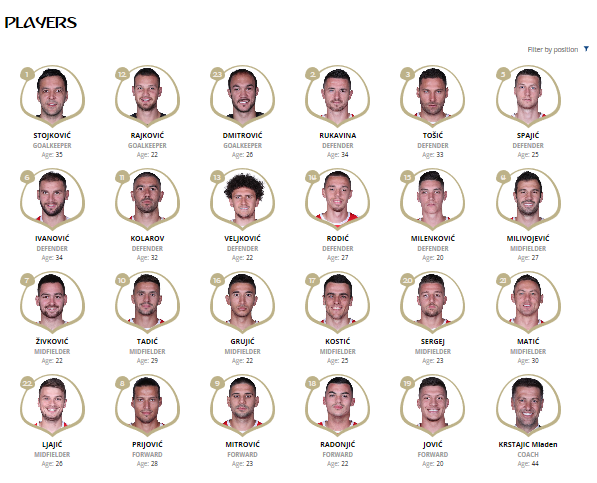 PLAYERS
Filter by position
1 12 23 2 3 5
STOJKOVIĆ RAJKOVIĆ DMITROVIĆ RUKAVINA TOŠIĆ SPAJIĆ
GOALKEEPER GOALKEEPER GOALKEEPER DEFENDER DEFENDER DEFENDER
Age: 35 Age: 22 Age: 26 Age: 34 Age: 33 Age: 25
6 11 13 14 15 4
IVANOVIĆ KOLAROV VELJKOVIĆ RODIĆ MILENKOVIĆ MILIVOJEVIĆ
DEFENDER DEFENDER DEFENDER DEFENDER DEFENDER MIDFIELDER
Age: 34 Age: 32 Age: 22 Age: 27 Age: 20 Age: 27
7 10 16 17 20 21
ŽIVKOVIĆ TADIĆ GRUJIĆ KOSTIĆ SERGEJ MATIĆ
MIDFIELDER MIDFIELDER MIDFIELDER MIDFIELDER MIDFIELDER MIDFIELDER
Age: 22 Age: 29 Age: 22 Age: 25 Age: 23 Age: 30
22 8 9 18 19
LJAJIĆ PRIJOVIĆ MITROVIĆ RADONJIĆ JOVIĆ KRSTAJIC Mladen
MIDFIELDER FORWARD FORWARD FORWARD FORWARD COACH
Age: 26 Age: 28 Age: 23 Age: 22 Age: 20 Age: 44